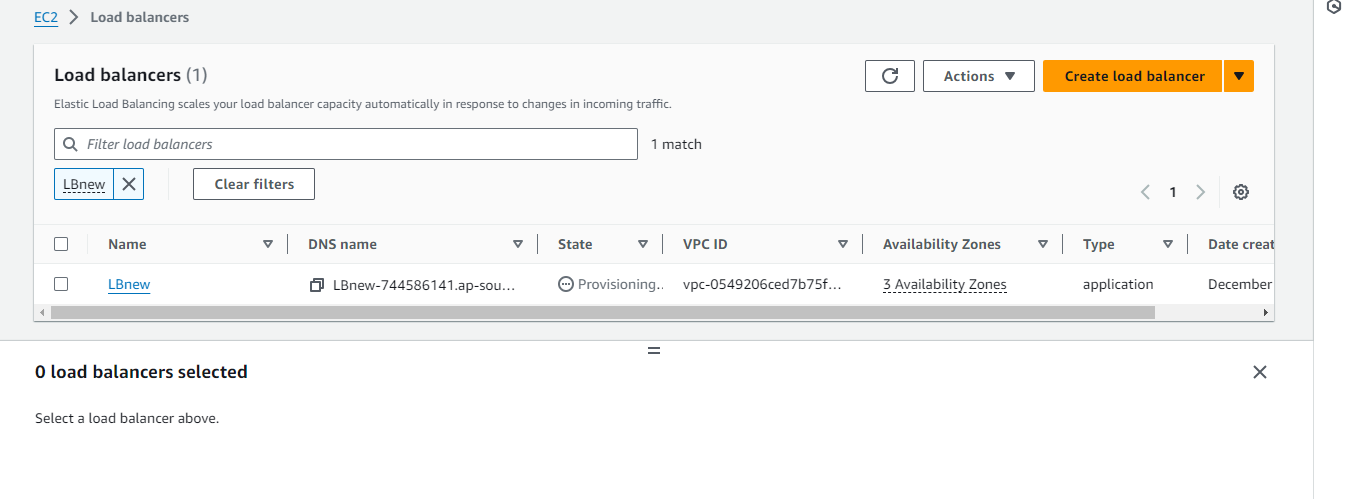 EC2 > Load balancers
Load balancers (1)
Actions
Create load balancer
Elastic Load Balancing scales your load balancer capacity automatically in response to changes in incoming traffic.
Filter load balancers
1 match
LBnew
Clear filters
1
Name DNS name State VPC ID Availability Zones Type Date creat
LBnew LBnew-744586141.ap-sou... Provisioning.. vpc-0549206ced7b75f... 3 Availability Zones application December
0 load balancers selected
Select a load balancer above.